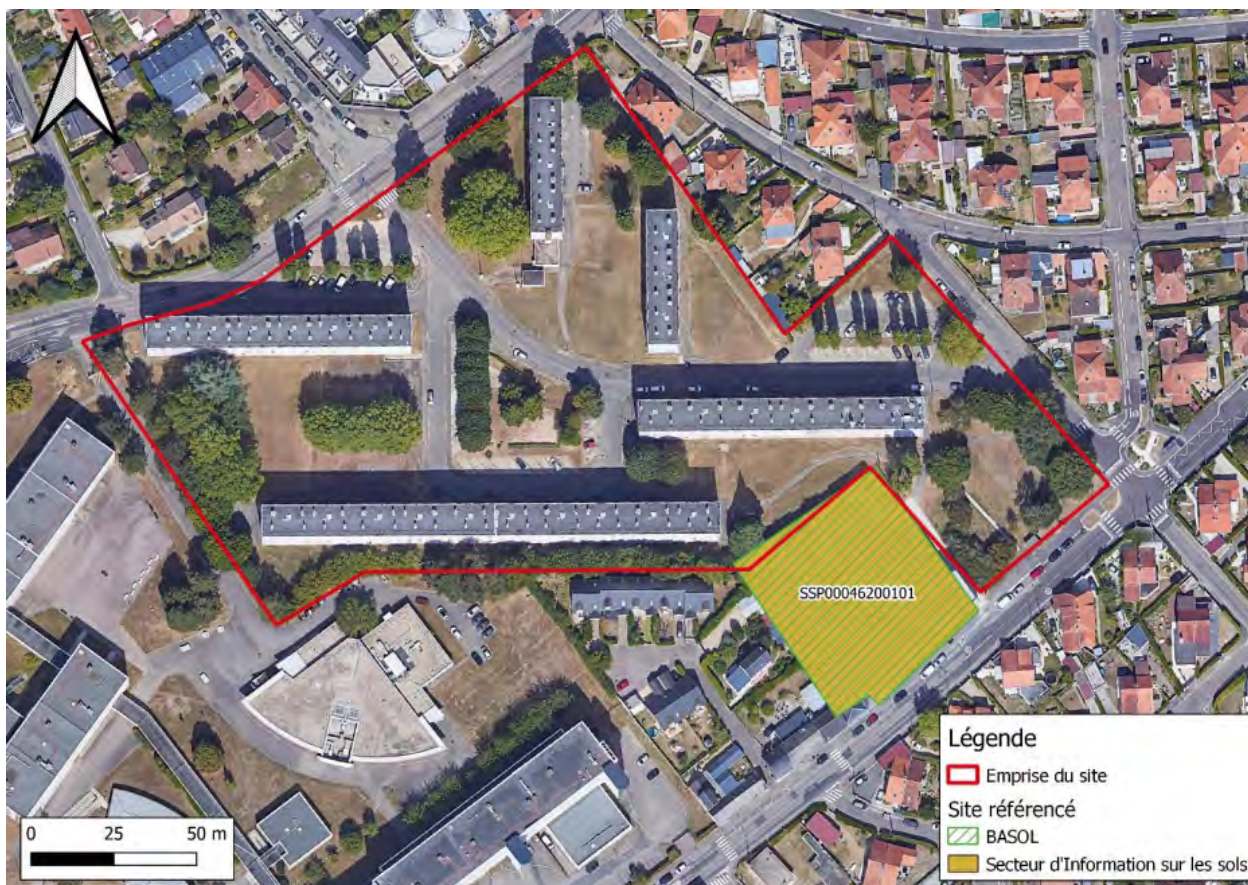 SSP00046200101
Légende
Emprise du site
Site référencé
BASOL
Secteur d'Information sur les sols
0 25 50 m